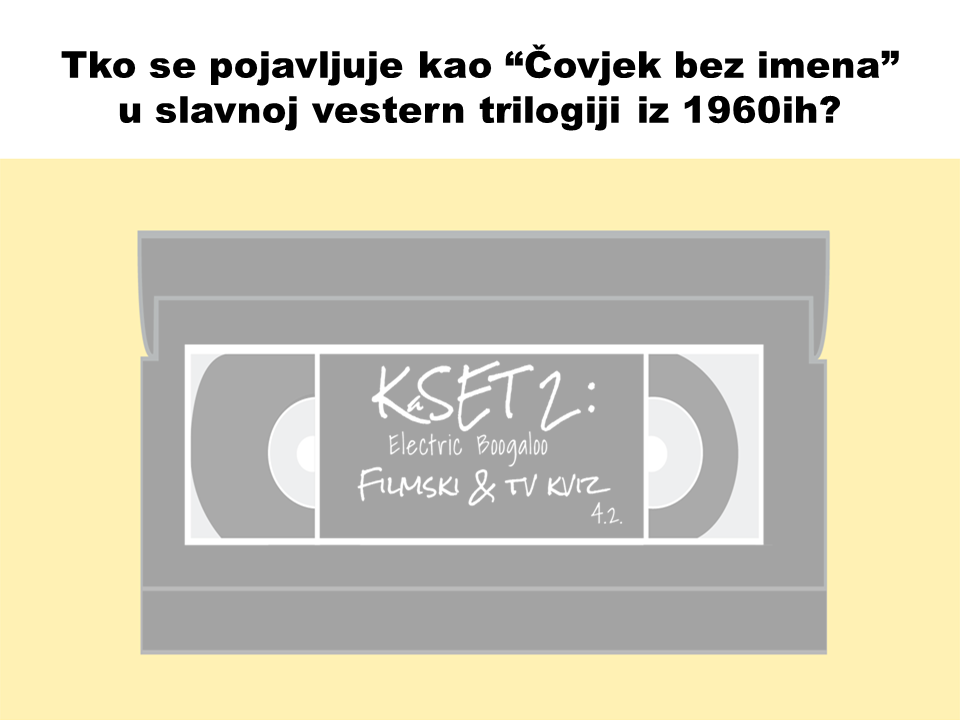 Tko se pojavljuje kao “Čovjek bez imena”
u slavnoj vestern trilogiji iz 1960ih?
KaSET 2:
Electric Boogaloo
FILMSKI & TV KVIZ
4.2.